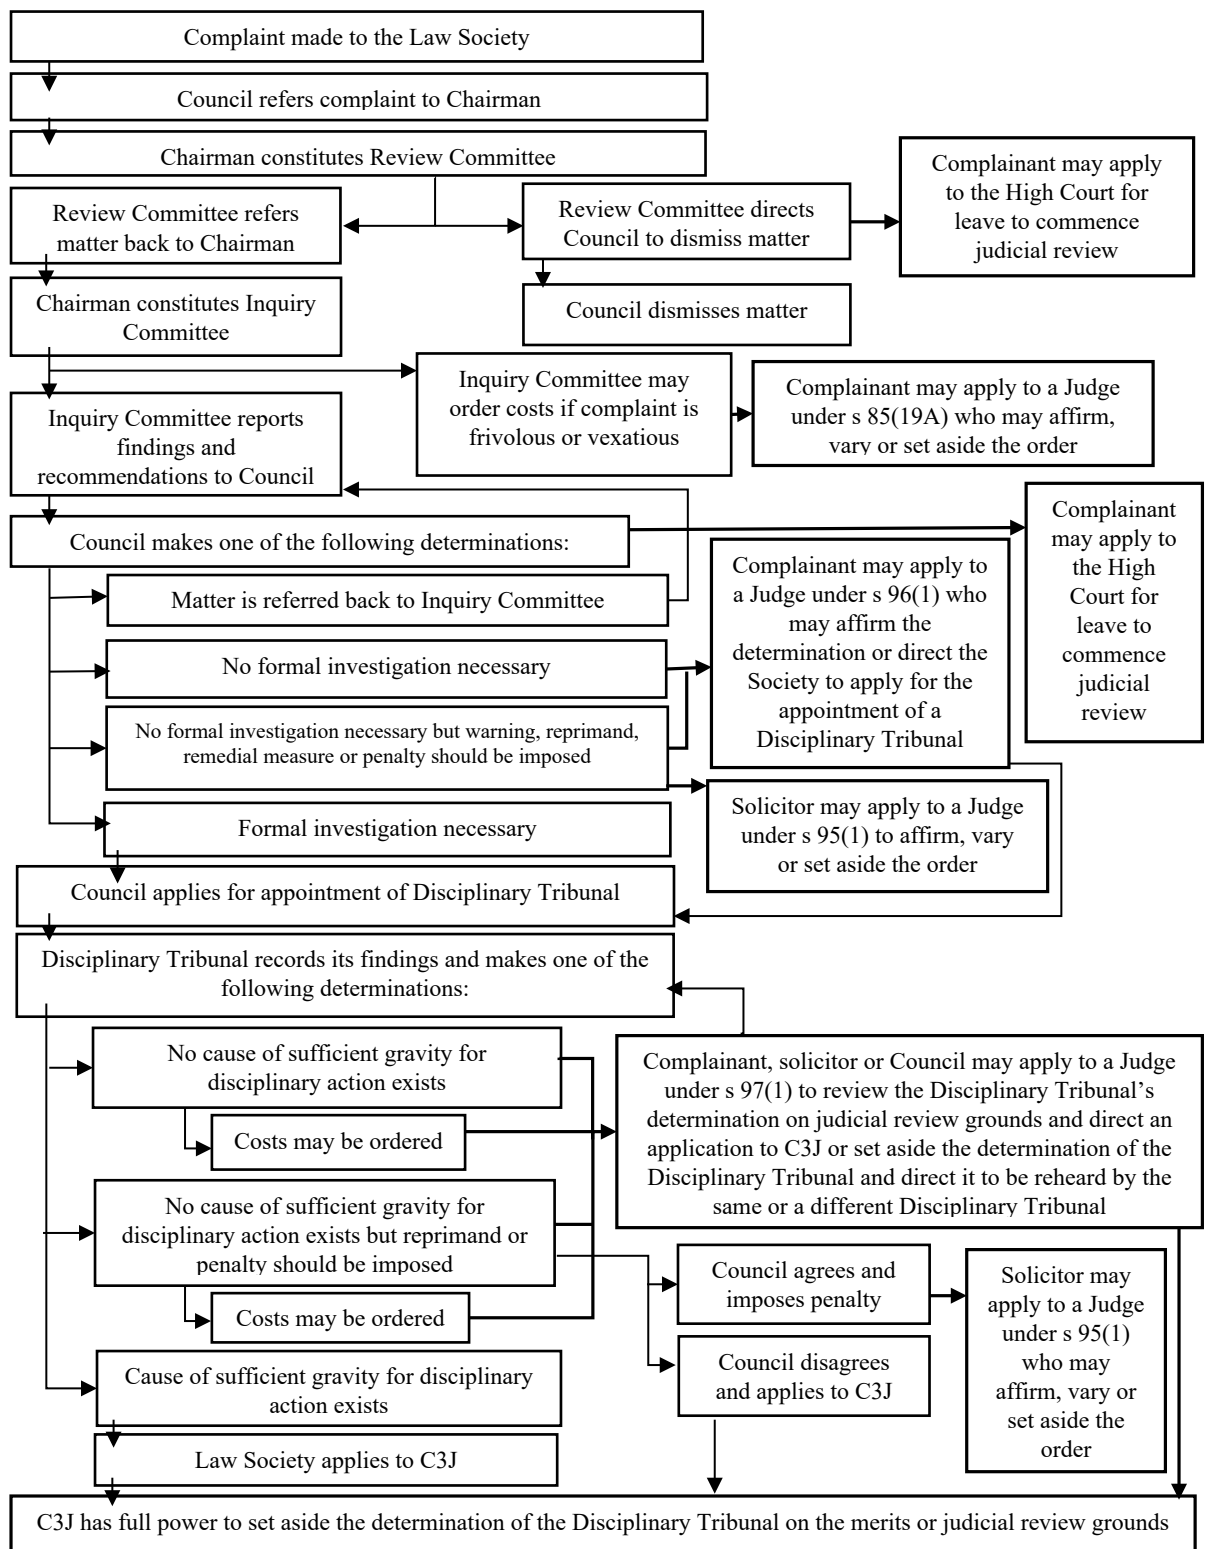 Complaint made to the Law Society
Council refers complaint to Chairman
Chairman constitutes Review Committee
Complainant may apply
to the High Court for
leave to commence
judicial review
Review Committee refers
matter back to Chairman
Review Committee directs
Council to dismiss matter
Chairman constitutes Inquiry
Committee
Council dismisses matter
Inquiry Committee may
order costs if complaint is
frivolous or vexatious
Complainant may apply to a Judge
under s 85(19A) who may affirm,
vary or set aside the order
Inquiry Committee reports
findings and
recommendations to Council
Council makes one of the following determinations:
Complainant
may apply to
the High
Court for
leave to
commence
judicial
review
Matter is referred back to Inquiry Committee
Complainant may apply to
a Judge under s 96(1) who
may affirm the
determination or direct the
Society to apply for the
appointment of a
Disciplinary Tribunal
No formal investigation necessary
No formal investigation necessary but warning, reprimand,
remedial measure or penalty should be imposed
Solicitor may apply to a Judge
under s 95(1) to affirm, vary
or set aside the order
Formal investigation necessary
Council applies for appointment of Disciplinary Tribunal
Disciplinary Tribunal records its findings and makes one of the
following determinations:
No cause of sufficient gravity for
disciplinary action exists
Costs may be ordered
Complainant, solicitor or Council may apply to a Judge
under s 97(1) to review the Disciplinary Tribunal's
determination on judicial review grounds and direct an
application to C3J or set aside the determination of the
Disciplinary Tribunal and direct it to be reheard by the
same or a different Disciplinary Tribunal
No cause of sufficient gravity for
disciplinary action exists but reprimand or
penalty should be imposed
Costs may be ordered
Council agrees and
imposes penalty
Solicitor may
apply to a Judge
under s 95(1)
who may
affirm, vary or
set aside the
order
Council disagrees
and applies to C3J
Cause of sufficient gravity for disciplinary
action exists
Law Society applies to C3J
C3J has full power to set aside the determination of the Disciplinary Tribunal on the merits or judicial review grounds